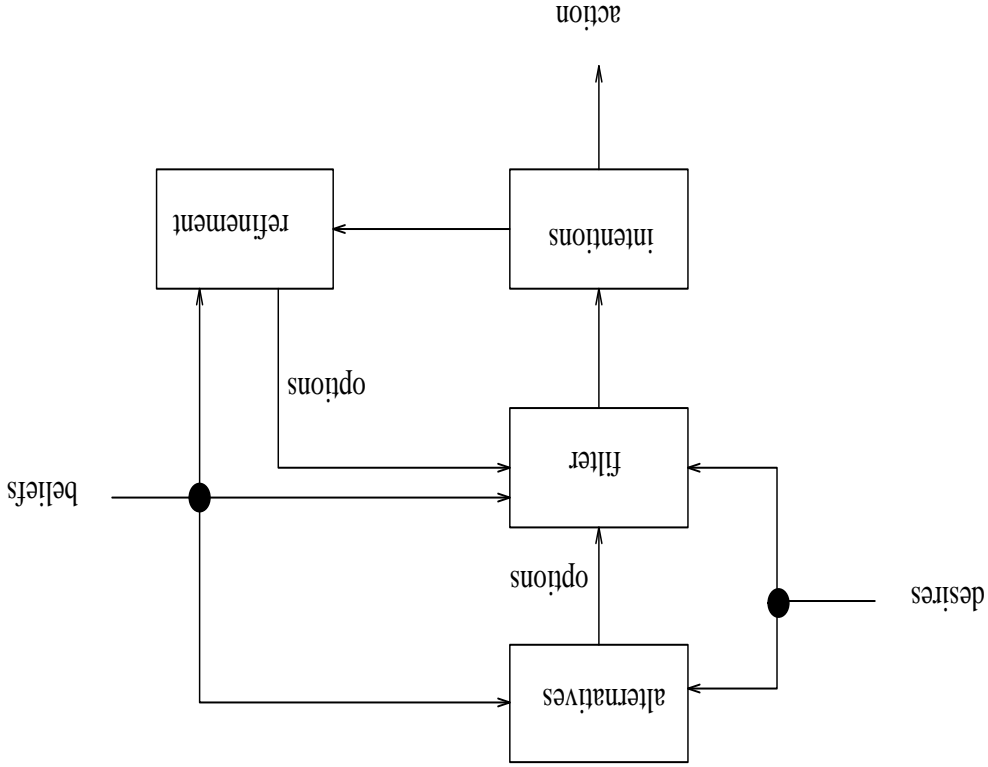 alternatives
desires
options
beliefs
filter
options
intentions
refinement
action